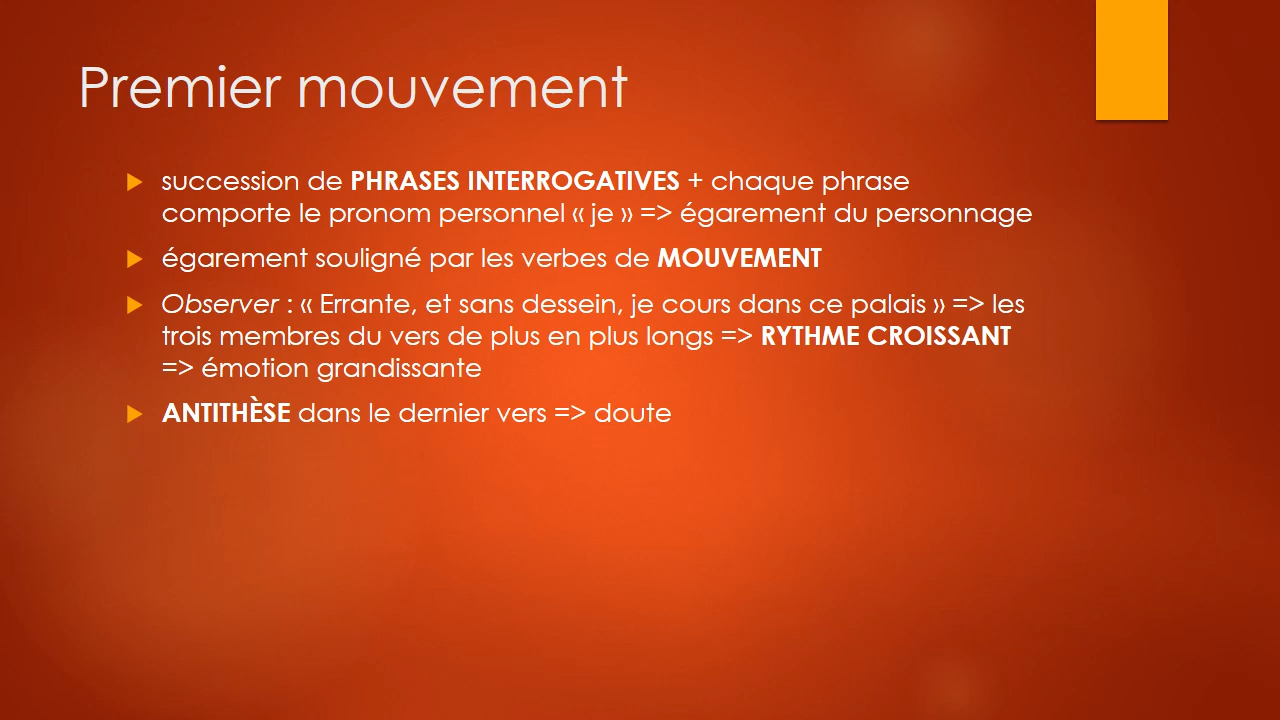 Premier mouvement
succession de PHRASES INTERROGATIVES + chaque phrase
comporte le pronom personnel « je » => égarement du personnage
égarement souligné par les verbes de MOUVEMENT
Observer : « Errante, et sans dessein, je cours dans ce palais » => les
trois membres du vers de plus en plus longs => RYTHME CROISSANT
=> émotion grandissante
ANTITHÈSE dans le dernier vers => doute